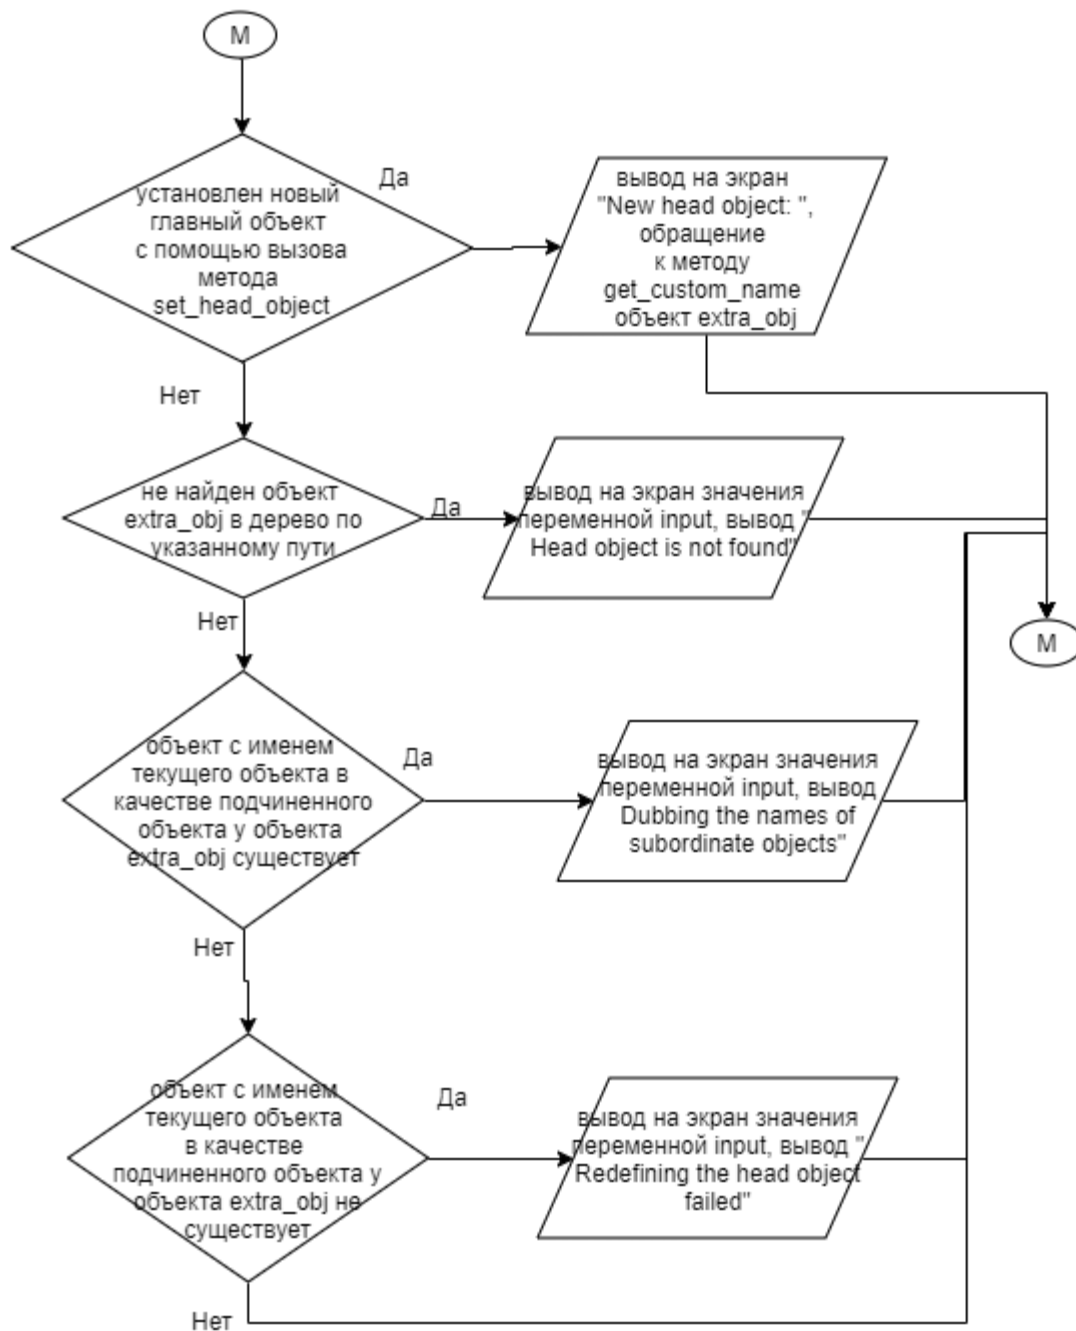 M
установлен новый
главный объект
с помощью вызова
метода
set_head_object
Да
вывод на экран
"New head object: ",
обращение
к методу
get_custom_name
объект extra_obj
Нет
не найден объект
extra_obj в дерево по
указанному пути
Да
вывод на экран значения
переменной input, вывод "
Head object is not found"
Нет
M
объект с именем
текущего объекта в
качестве подчиненного
объекта у объекта
extra_obj существует
Да
вывод на экран значения
переменной input, вывод
Dubbing the names of
subordinate objects"
Нет
объект с именем
текущего объекта
в качестве
подчиненного объекта у
объекта extra_obj не
существует
Да
вывод на экран значения
переменной input, вывод "
Redefining the head object
failed"
Нет